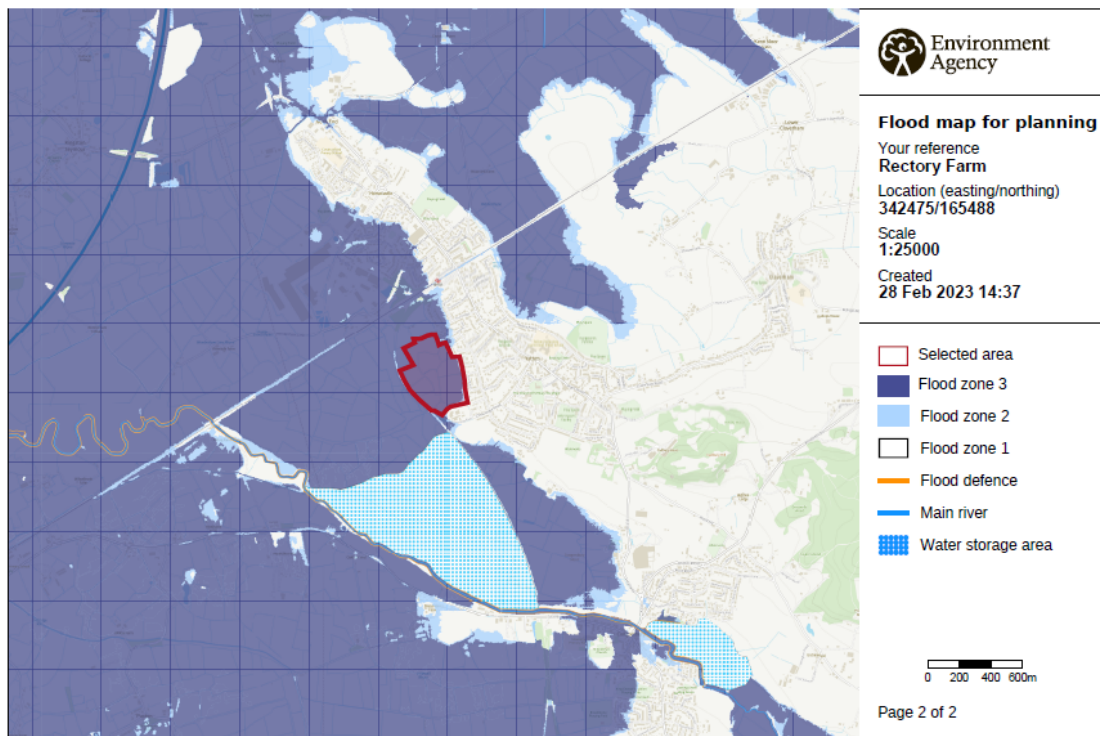 Environment
Agency
Flood map for planning
Your reference
Rectory Farm
Location (easting/northing)
342475/165488
Scale
1:25000
Created
28 Feb 2023 14:37
Selected area
Flood zone 3
Flood zone 2
Flood zone 1
Flood defence
Main river
Water storage area
0 200 400 600m
Page 2 of 2